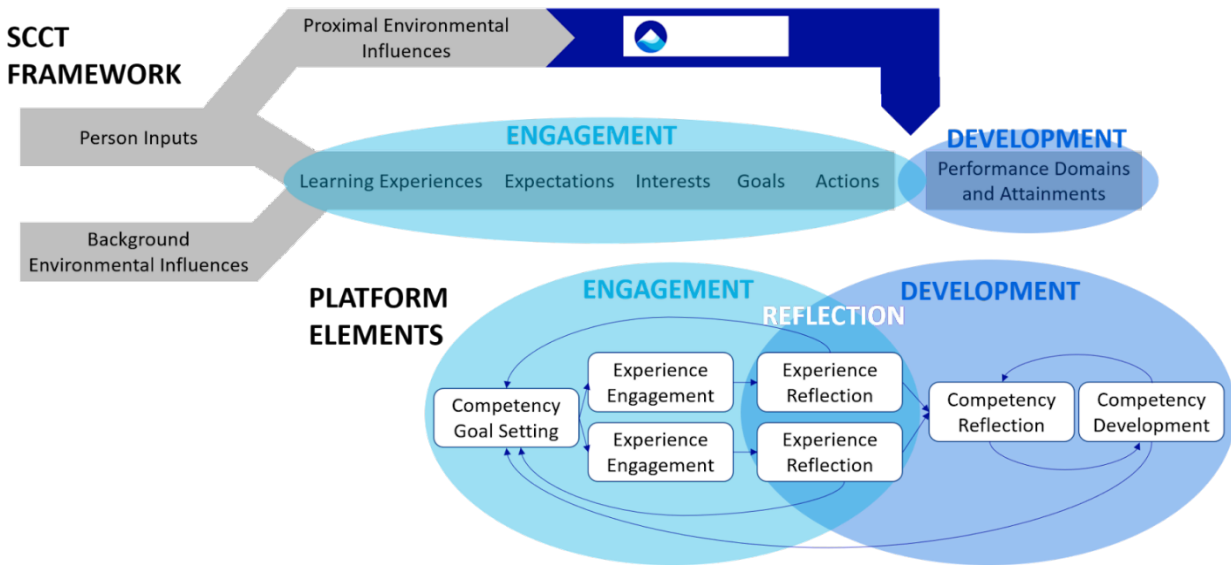 SCCT
FRAMEWORK
Proximal Environmental
Influences
Person Inputs
Background
Environmental Influences
ENGAGEMENT
Learning Experiences
Expectations
Interests
Goals
Actions
DEVELOPMENT
Performance Domains
and Attainments
PLATFORM
ELEMENTS
ENGAGEMENT
REFLECTION
DEVELOPMENT
Competency
Goal Setting
Experience
Engagement
Experience
Reflection
Experience
Engagement
Experience
Reflection
Competency
Reflection
Competency
Development